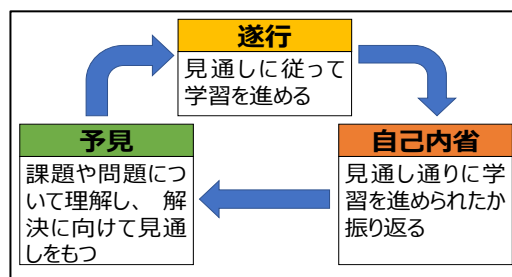 遂行
見通しに従って
学習を進める
予見
課題や問題につ
いて理解し、 解
決に向けて見通
しをもつ
自己内省
見通し通りに学
習を進められたか
振り返る